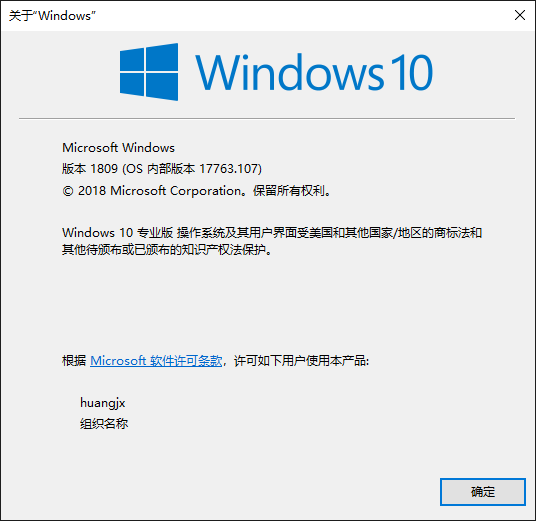 关于“Windows”
Windows 10
Microsoft Windows
版本 1809 (OS 内部版本 17763.107)
© 2018 Microsoft Corporation。保留所有权利。
Windows 10 专业版 操作系统及其用户界面受美国和其他国家/地区的商标法和
其他待颁布或已颁布的知识产权法保护。
根据 Microsoft 软件许可条款，许可如下用户使用本产品:
huangjx
组织名称
确定